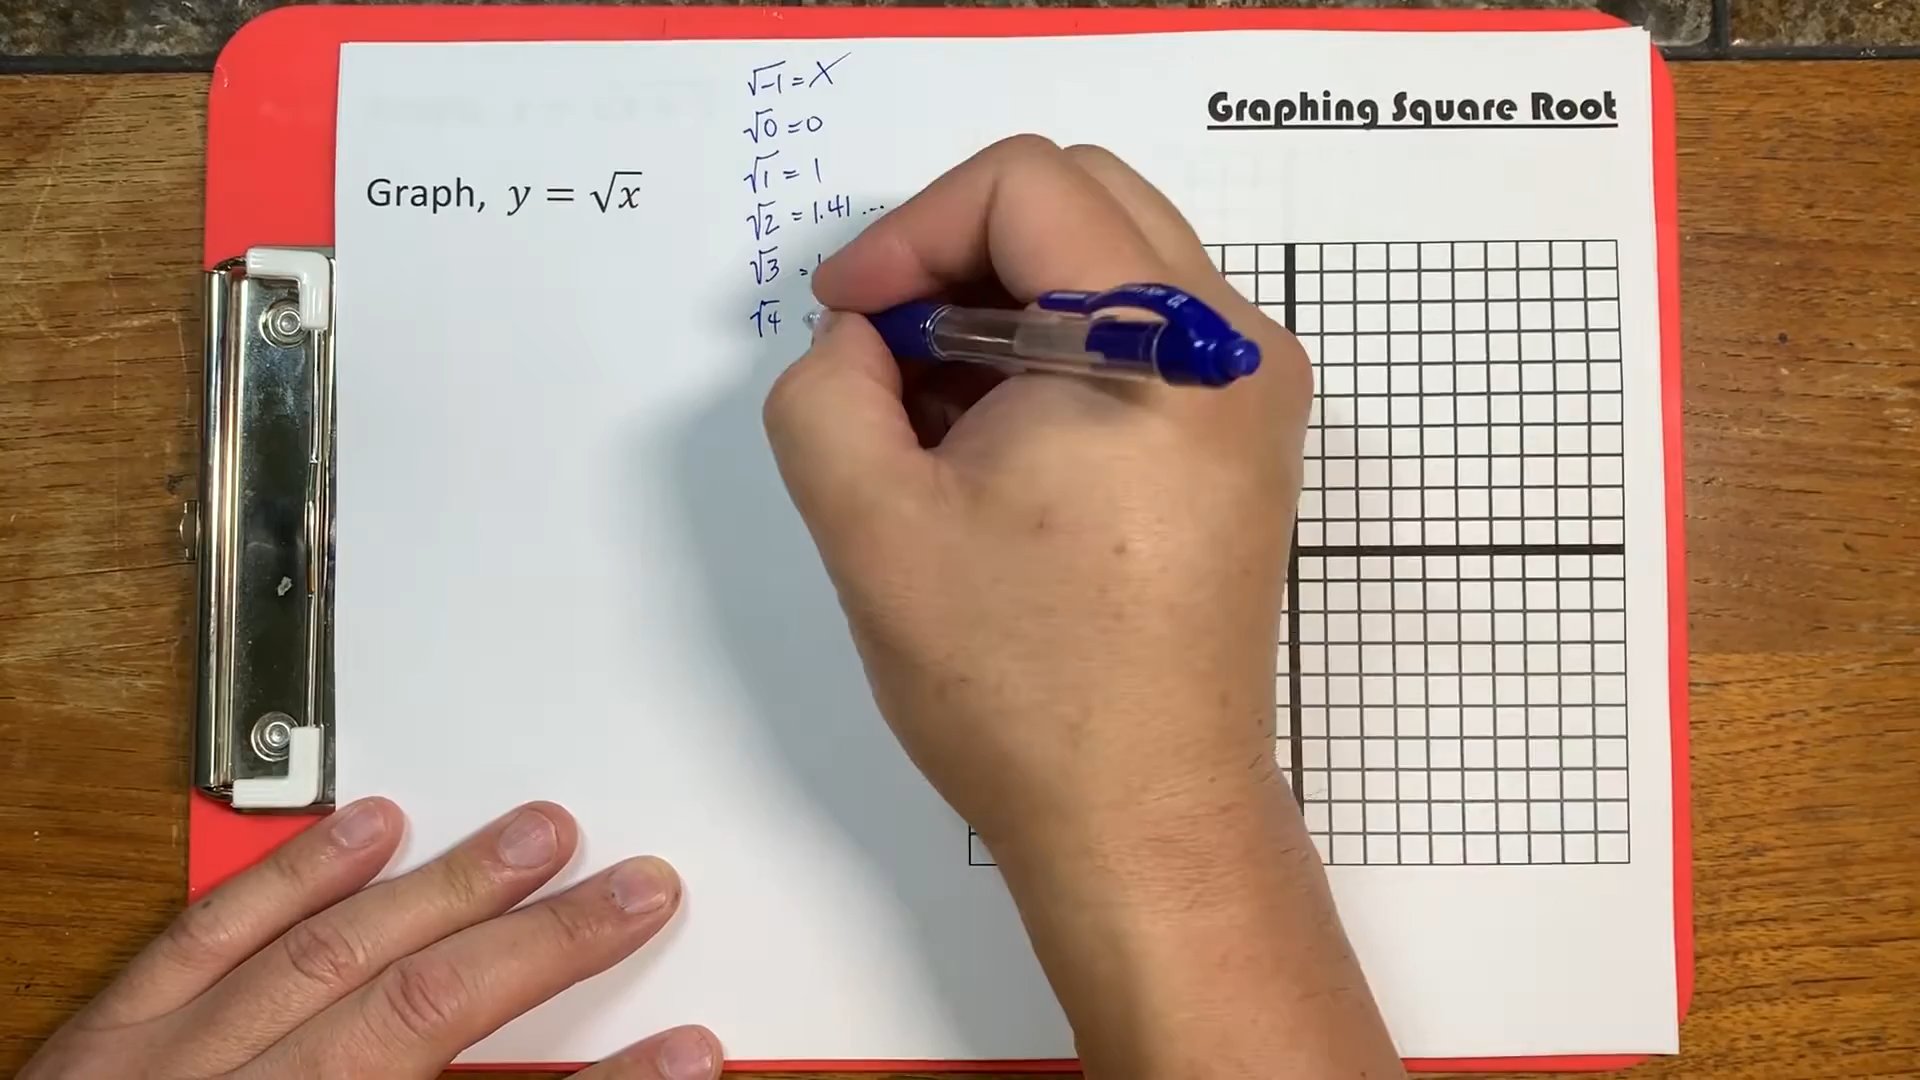 Graphing Square Root
Graph, y = √x
√-1 = X
√0 = 0
√1 = 1
√2 = 1.41 ...
√3 =
√4